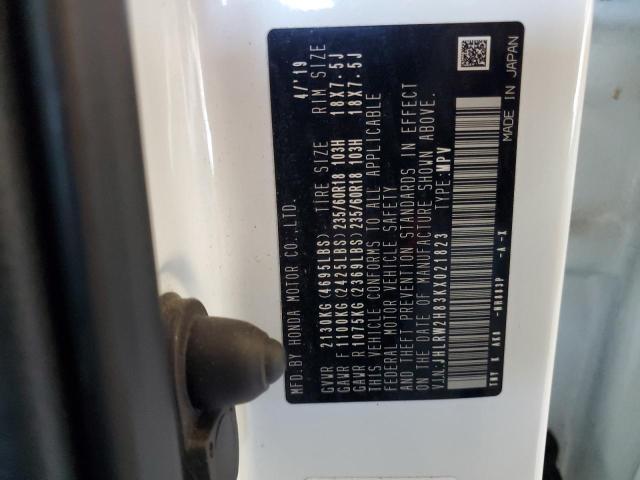 MFD.BY HONDA MOTOR CO.,LTD. 4/'19
GVWR 2130KG(4695LBS) TIRE SIZE RIM SIZE
GAWR F 1100KG(2425LBS)235/60R18 103H 18X7.5J
GAWR R 1075KG(2369LBS)235/60R18 103H 18X7.5J
THIS VEHICLE CONFORMS TO ALL APPLICABLE
FEDERAL MOTOR VEHICLE SAFETY
AND THEFT PREVENTION STANDARDS IN EFFECT
ON THE DATE OF MANUFACTURE SHOWN ABOVE.
V.I.N: JHLRW2H83KX021823 TYPE:MPV
MADE IN JAPAN
-A -X